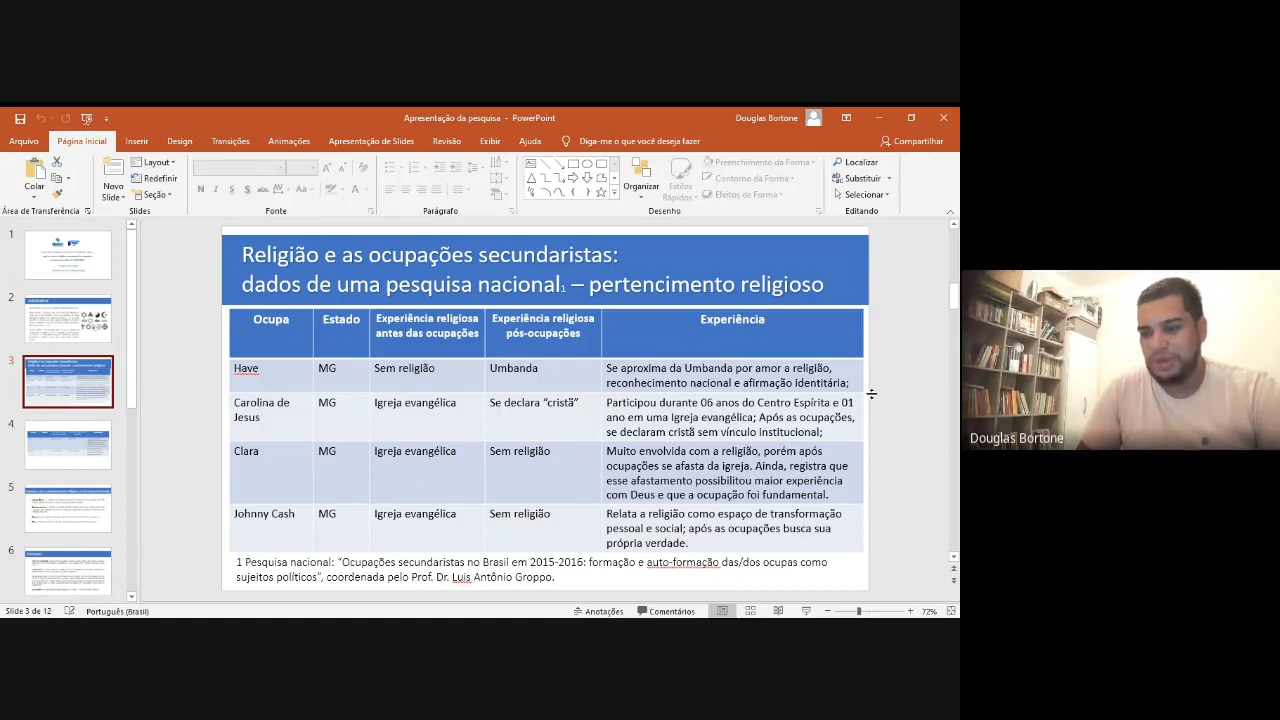 Apresentação da pesquisa - PowerPoint
Douglas Bortone
Arquivo
Página Inicial
Inserir
Design
Transições
Animações
Apresentação de Slides
Revisão
Exibir
Ajuda
Diga-me o que você deseja fazer
Compartilhar
Colar
Área de Transferência
Novo
Slide
Layout
Redefinir
Seção
Slides
N I S S abc AV Aa
Fonte
Parágrafo
Organizar
Estilos
Rápidos
Preenchimento da Forma
Contorno da Forma
Efeitos de Forma
Desenho
Localizar
Substituir
Selecionar
Editando
1
2
3
4
5
6
Religião e as ocupações secundaristas:
dados de uma pesquisa nacional1 – pertencimento religioso
Ocupa
Estado
Experiência religiosa
antes das ocupações
Experiência religiosa
pós-ocupações
Experiência
Have
MG
Sem religião
Umbanda
Se aproxima da Umbanda por amor a religião,
reconhecimento nacional e afirmação identitária;
Carolina de
Jesus
MG
Igreja evangélica
Se declara “cristã”
Participou durante 06 anos do Centro Espírita e 01
ano em uma Igreja evangélica; Após as ocupações,
se declaram cristã sem vínculo institucional;
Clara
MG
Igreja evangélica
Sem religião
Muito envolvida com a religião, porém após
ocupações se afasta da igreja. Ainda, registra que
esse afastamento possibilitou maior experiência
com Deus e que a ocupação foi fundamental.
Johnny Cash
MG
Igreja evangélica
Sem religião
Relata a religião como espaço de transformação
pessoal e social; após as ocupações busca sua
própria verdade.
1 Pesquisa nacional: “Ocupações secundaristas no Brasil em 2015-2016: formação e auto-formação das/dos ocupas como
sujeitos políticos, coordenada pelo Prof. Dr. Luís Antonio Groppo.
Slide 3 de 12
Português (Brasil)
Anotações
Comentários
72%
Douglas Bortone